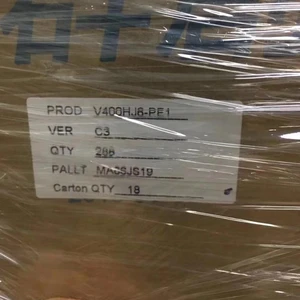 PROD V400HJ6-PE1
VER C3
QTY 288
PALLT MA09JS19
Carton QTY 18